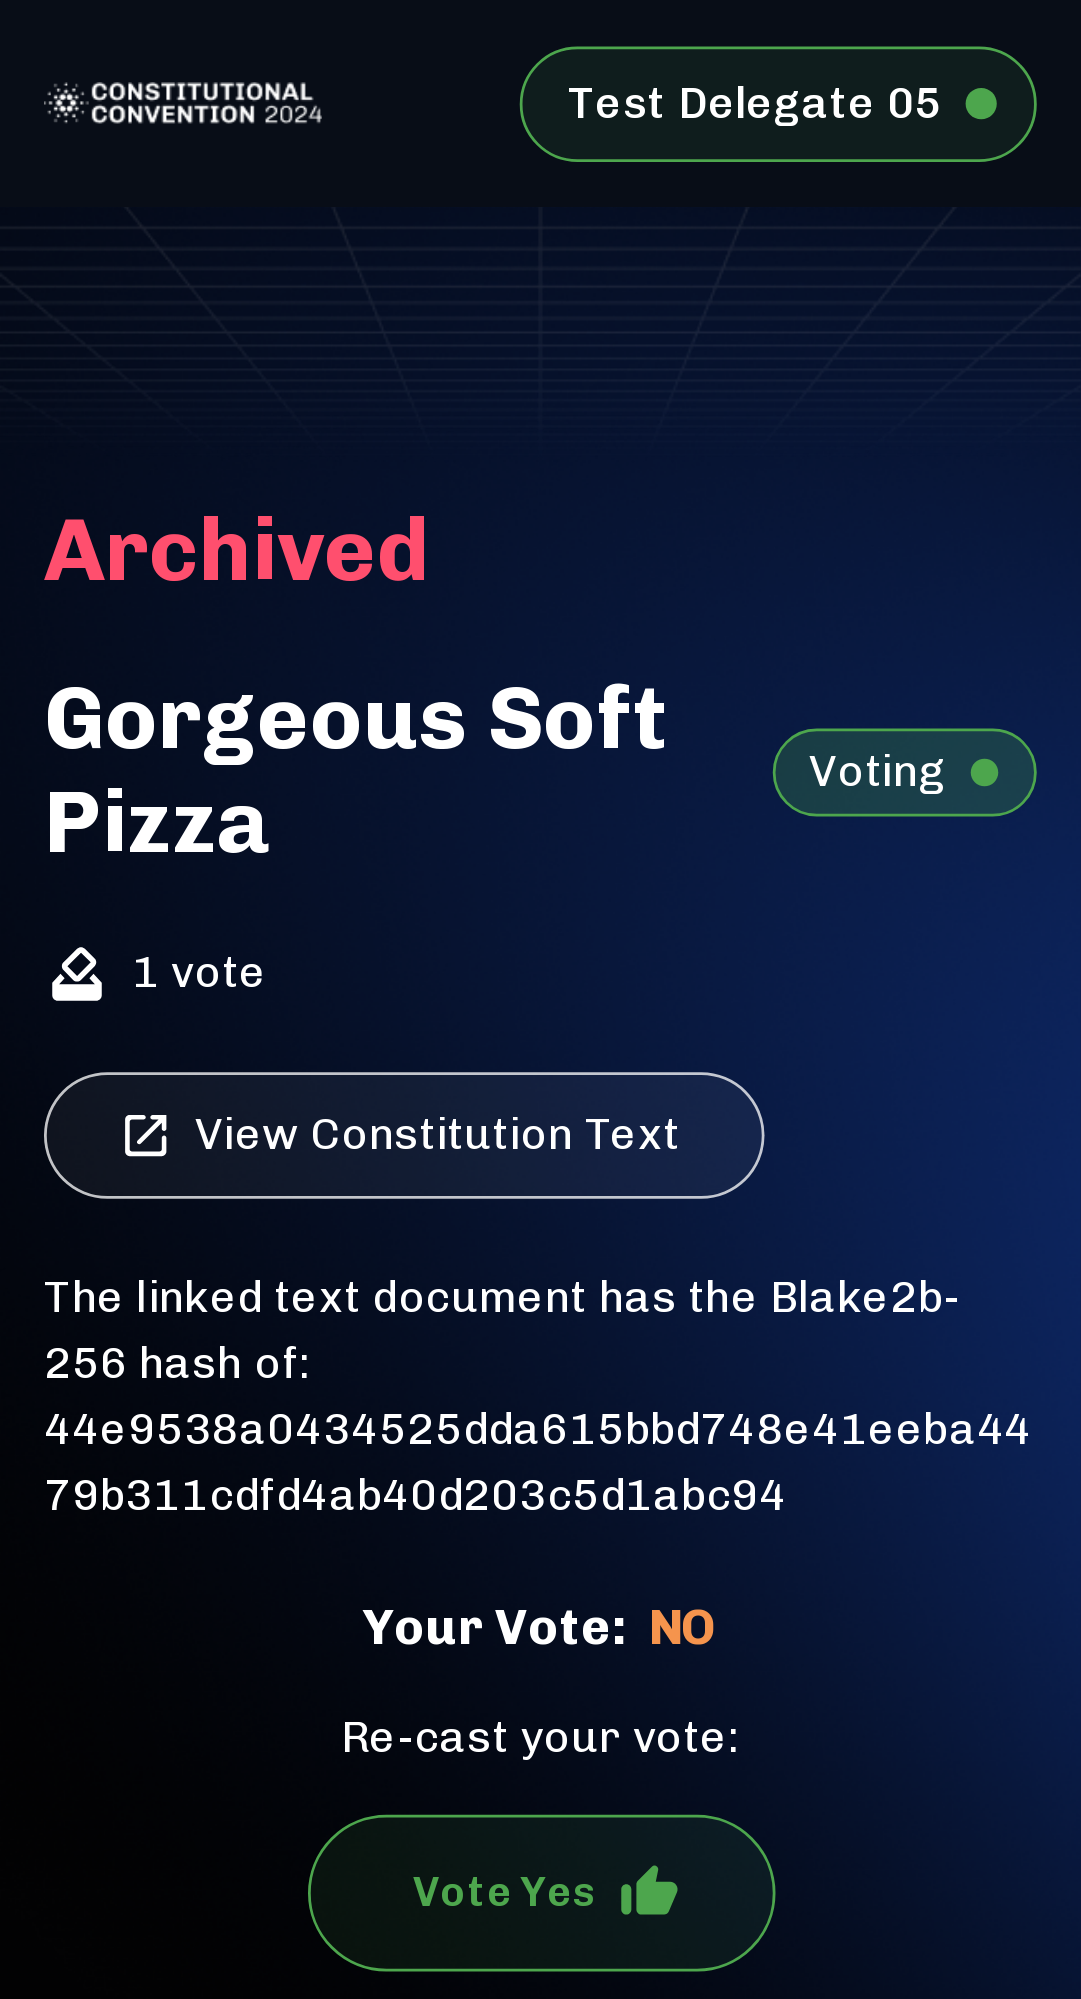 CONSTITUTIONAL
CONVENTION 2024
Test Delegate 05
Archived
Gorgeous Soft
Pizza
Voting
1 vote
View Constitution Text
The linked text document has the Blake2b-
256 hash of:
44e9538a0434525dda615bbd748e41eeba44
79b311cdfd4ab40d203c5d1abc94
Your Vote: NO
Re-cast your vote:
Vote Yes